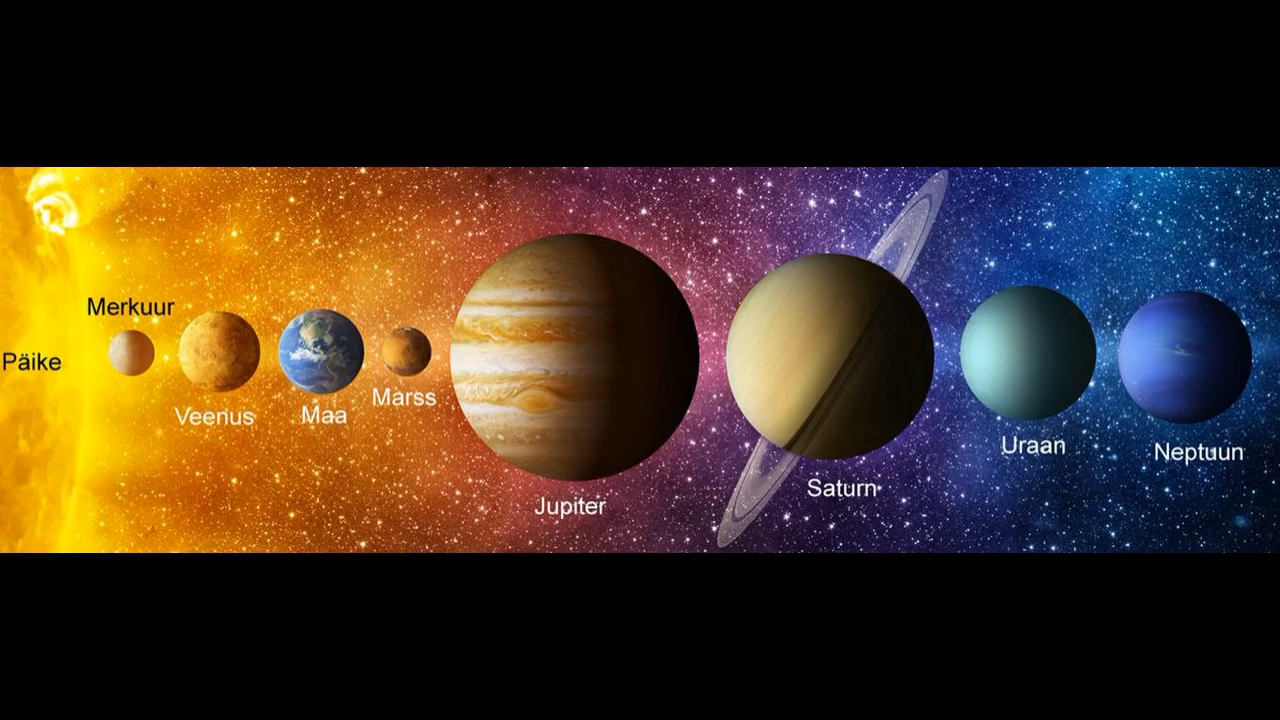 Päike
Merkuur
Veenus
Maa
Marss
Jupiter
Saturn
Uraan
Neptuun